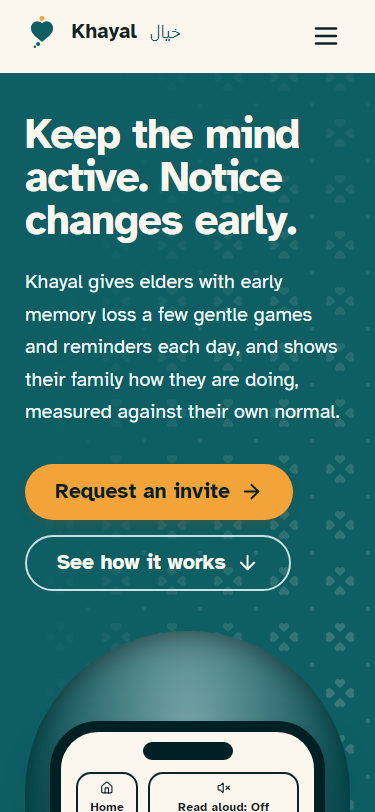 Khayal خيال
Keep the mind
active. Notice
changes early.
Khayal gives elders with early
memory loss a few gentle games
and reminders each day, and shows
their family how they are doing,
measured against their own normal.
Request an invite →
See how it works ↓
Home
Read aloud: Off